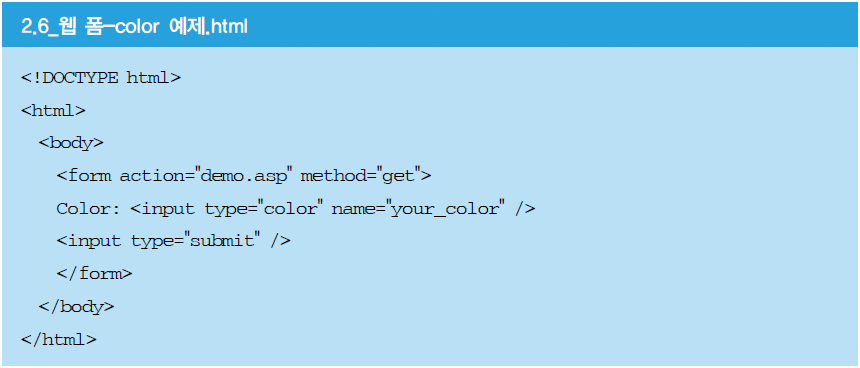 2.6_웹 폼-color 예제.html
<!DOCTYPE html>
<html>
<body>
<form action="demo.asp" method="get">
Color: <input type="color" name="your_color" />
<input type="submit" />
</form>
</body>
</html>